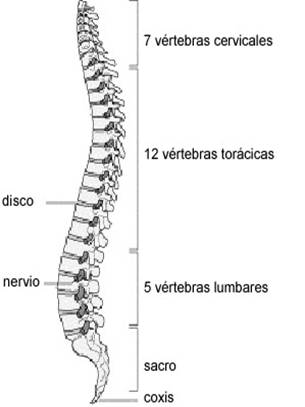 7 vértebras cervicales
12 vértebras torácicas
disco
nervio
5 vértebras lumbares
sacro
coxis